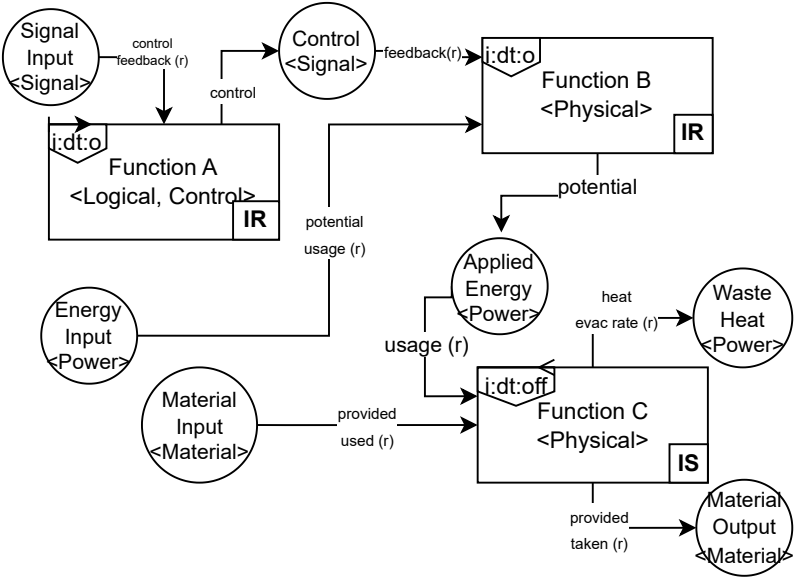 Signal
Input
<Signal>
control
feedback (r)
Control
<Signal>
feedback(r)
i:dt:o
Function B
<Physical>
IR
control
i:dt:o
Function A
<Logical, Control>
IR
potential
usage (r)
potential
Energy
Input
<Power>
Applied
Energy
<Power>
usage (r)
heat
evac rate (r)
Waste
Heat
<Power>
Material
Input
<Material>
provided
used (r)
i:dt:off
Function C
<Physical>
IS
provided
taken (r)
Material
Output
<Material>